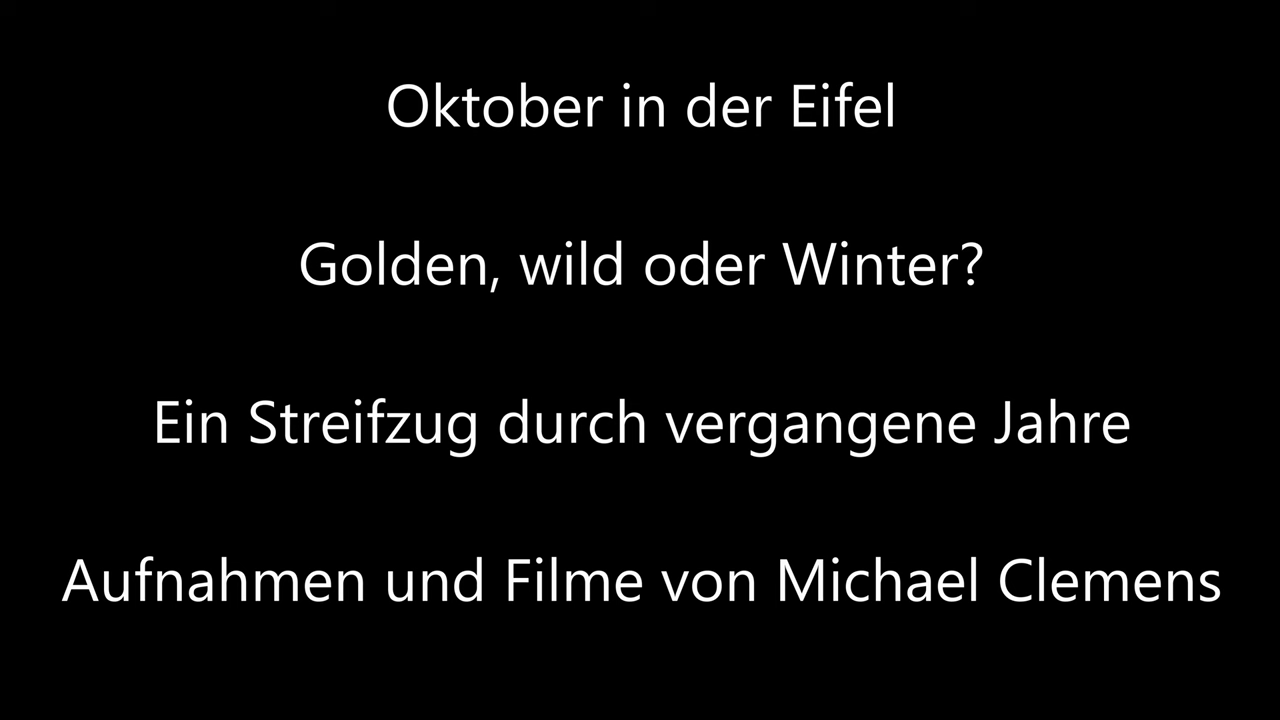 Oktober in der Eifel
Golden, wild oder Winter?
Ein Streifzug durch vergangene Jahre
Aufnahmen und Filme von Michael Clemens